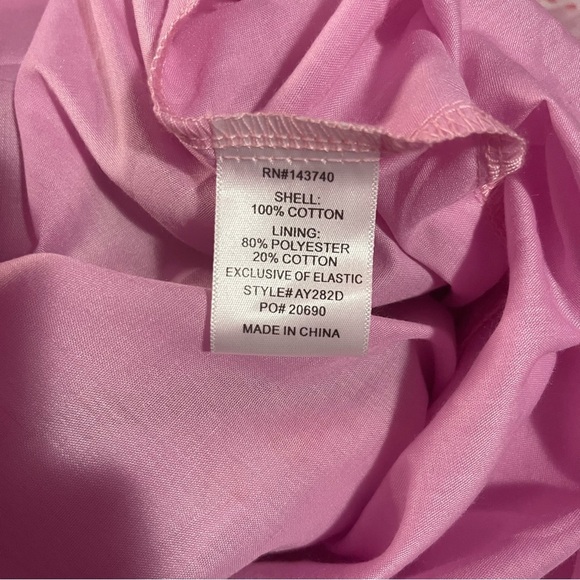 RN#143740
SHELL:
100% COTTON
LINING:
80% POLYESTER
20% COTTON
EXCLUSIVE OF ELASTIC
STYLE# AY282D
PO# 20690
MADE IN CHINA